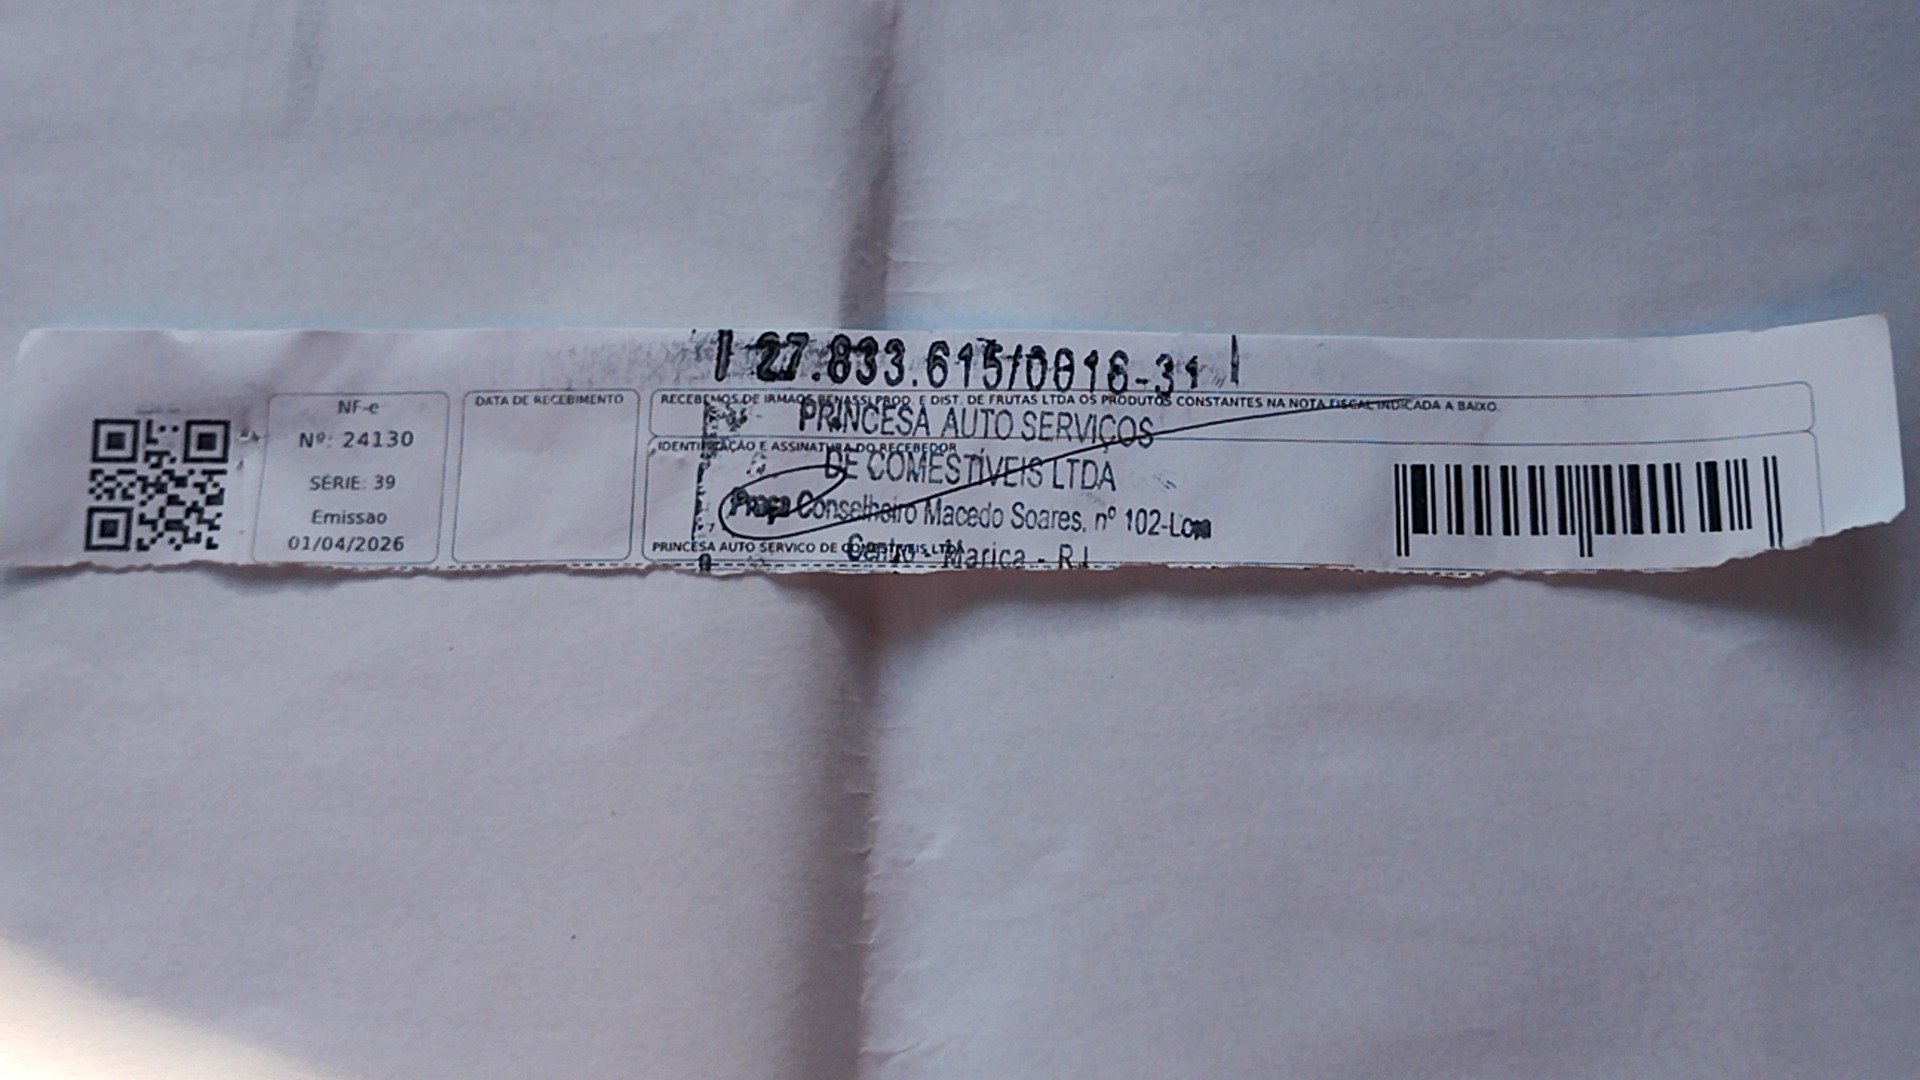 27.833.615/0016-31
NF-e
Nº: 24130
SÉRIE: 39
Emissao
01/04/2026
DATA DE RECEBIMENTO
RECEBEMOS DE IRMAOS BENASSI PROD. E DIST. DE FRUTAS LTDA OS PRODUTOS CONSTANTES NA NOTA FISCAL INDICADA A BAIXO.
PRINCESA AUTO SERVIÇOS
IDENTIFICAÇÃO E ASSINATURA DO RECEBEDOR
DE COMESTÍVEIS LTDA
Praça Conselheiro Macedo Soares, nº 102-Loja
PRINCESA AUTO SERVICO DE COMESTIVEIS LTDA
Centro - Marica - RJ